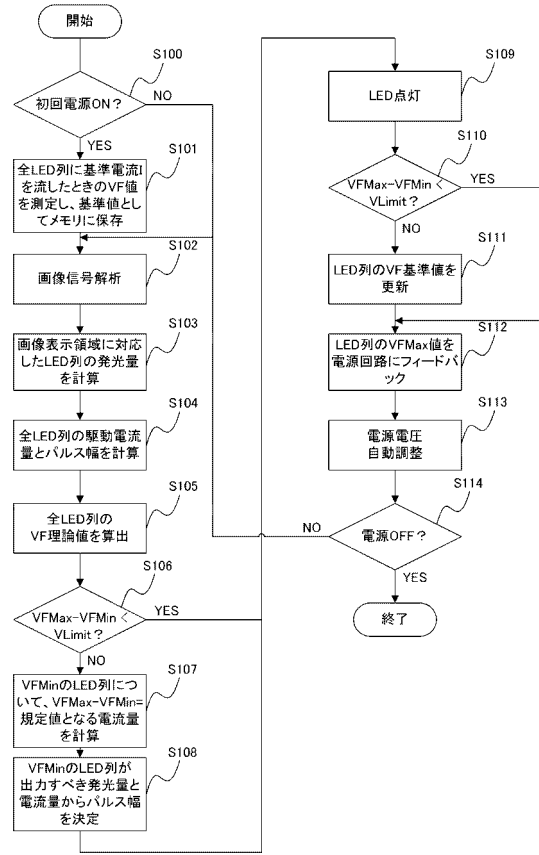 開始
S100
初回電源ON？
NO
YES
S101
全LED列に基準電流I
を流したときのVF値
を測定し、基準値とし
てメモリに保存
S102
画像信号解析
S103
画像表示領域に対応
したLED列の発光量
を計算
S104
全LED列の駆動電流
量とパルス幅を計算
S105
全LED列の
VF理論値を算出
S106
VFMax-VFMin＜
VLimit？
YES
NO
S107
VFMinのLED列につ
いて、VFMax-VFMin=
規定値となる電流量
を計算
S108
VFMinのLED列が
出力すべき発光量と
電流量からパルス幅
を決定
S109
LED点灯
S110
VFMax-VFMin＜
VLimit？
YES
NO
S111
LED列のVF基準値を
更新
S112
LED列のVFMax値を
電源回路にフィードバ
ック
S113
電源電圧
自動調整
S114
NO
電源OFF？
YES
終了